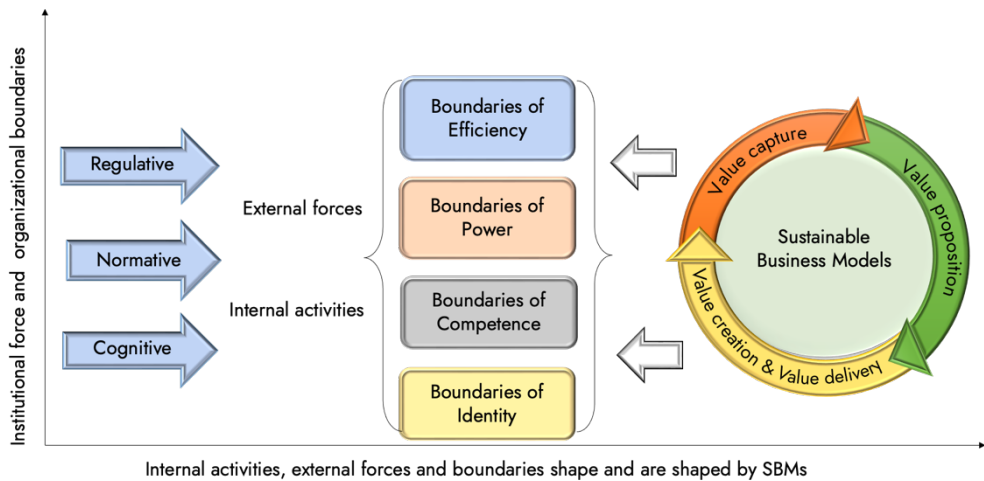 Institutional force and organizational boundaries
Regulative
Normative
Cognitive
External forces
Internal activities
Boundaries of
Efficiency
Boundaries of
Power
Boundaries of
Competence
Boundaries of
Identity
Value capture
Value proposition
Value creation & Value delivery
Sustainable
Business Models
Internal activities, external forces and boundaries shape and are shaped by SBMs